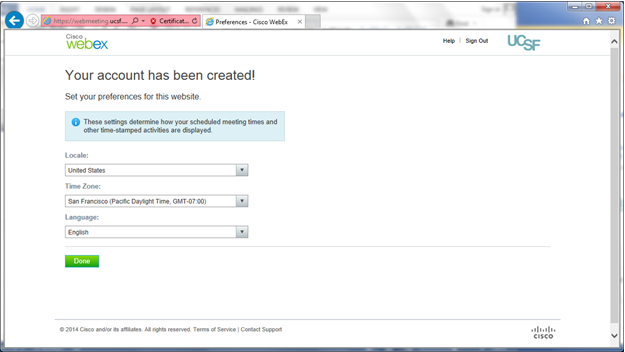 https://webmeeting.ucsf... Certificat... Preferences - Cisco WebEx
Cisco
webex
Help | Sign Out
UCSF
Your account has been created!
Set your preferences for this website.
These settings determine how your scheduled meeting times and
other time-stamped activities are displayed.
Locale:
United States
Time Zone:
San Francisco (Pacific Daylight Time, GMT-07:00)
Language:
English
Done
© 2014 Cisco and/or its affiliates. All rights reserved. Terms of Service | Contact Support
CISCO